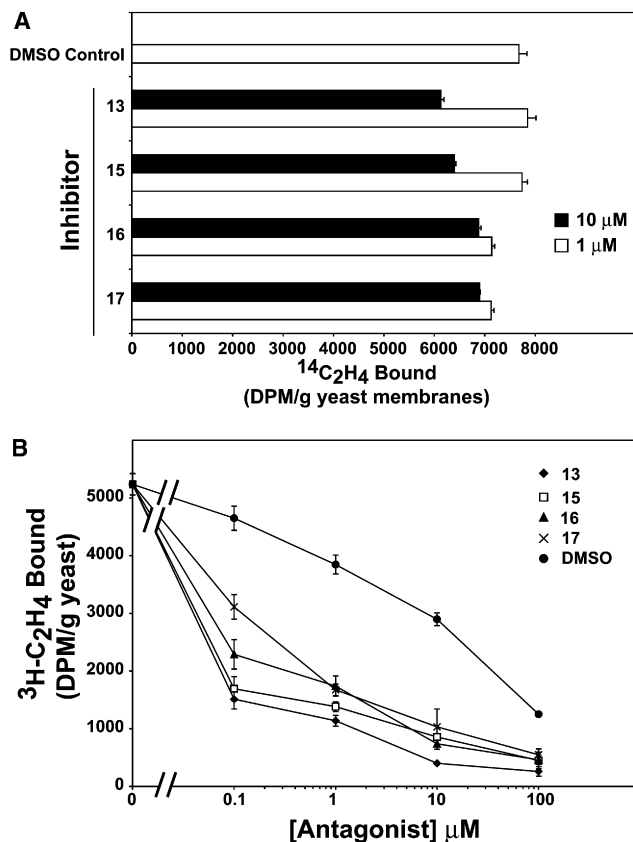 A
DMSO Control
13
15
16
17
Inhibitor
10 µM
1 µM
0 1000 2000 3000 4000 5000 6000 7000 8000
¹⁴C₂H₄ Bound
(DPM/g yeast membranes)
B
13
15
16
17
DMSO
5000
4000
3000
2000
1000
0
³H-C₂H₄ Bound
(DPM/g yeast)
0 0.1 1 10 100
[Antagonist] µM